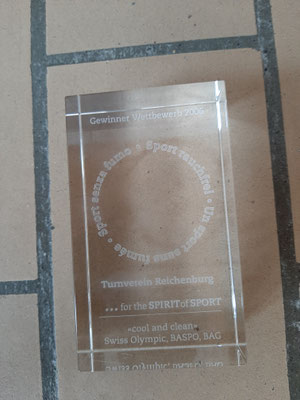 Gewinner Wettbewerb
Sport rauchfrei • Un sport sans fumée • Sport senza fumo •
Turnverein Reichenburg
... for the SPIRIT of SPORT
«cool and clean»
Swiss Olympic, BASPO, BAG